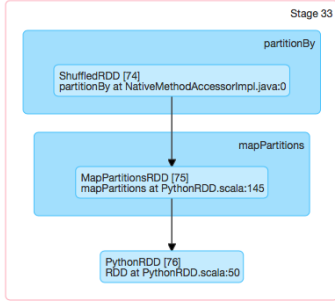 Stage 33
partitionBy
ShuffledRDD [74]
partitionBy at NativeMethodAccessorImpl.java:0
mapPartitions
MapPartitionsRDD [75]
mapPartitions at PythonRDD.scala:145
PythonRDD [76]
RDD at PythonRDD.scala:50